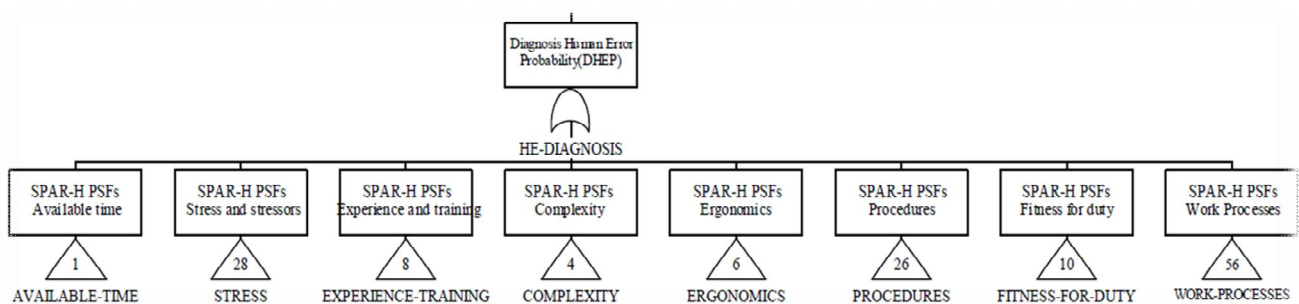 Diagnosis Human Error
Probability(DHEP)
HE-DIAGNOSIS
SPAR-H PSFs
Available time
SPAR-H PSFs
Stress and stressors
SPAR-H PSFs
Experience and training
SPAR-H PSFs
Complexity
SPAR-H PSFs
Ergonomics
SPAR-H PSFs
Procedures
SPAR-H PSFs
Fitness for duty
SPAR-H PSFs
Work Processes
1
28
8
4
6
26
10
56
AVAILABLE-TIME
STRESS
EXPERIENCE-TRAINING
COMPLEXITY
ERGONOMICS
PROCEDURES
FITNESS-FOR-DUTY
WORK-PROCESSES